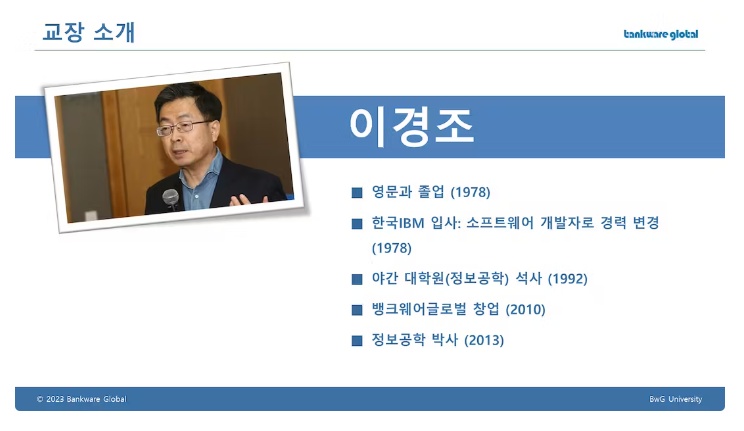 교장 소개
bankware global
이경조
영문과 졸업 (1978)
한국IBM 입사: 소프트웨어 개발자로 경력 변경
(1978)
야간 대학원(정보공학) 석사 (1992)
뱅크웨어글로벌 창업 (2010)
정보공학 박사 (2013)
© 2023 Bankware Global
BwG University